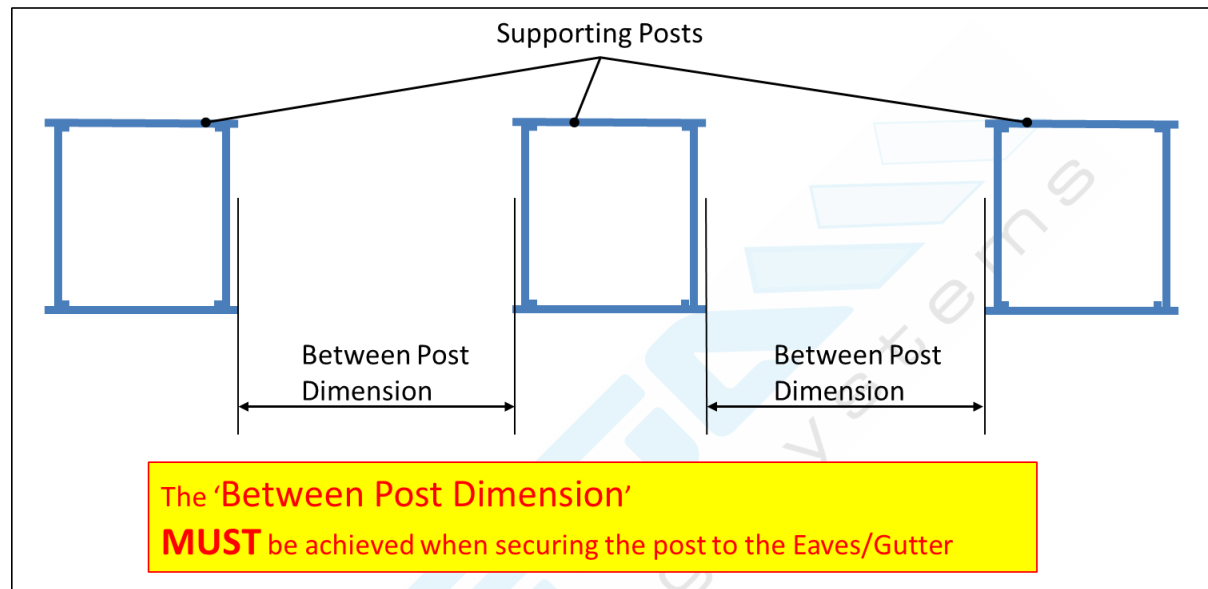 Supporting Posts
Between Post
Dimension
Between Post
Dimension
The ‘Between Post Dimension’
MUST be achieved when securing the post to the Eaves/Gutter
ystems